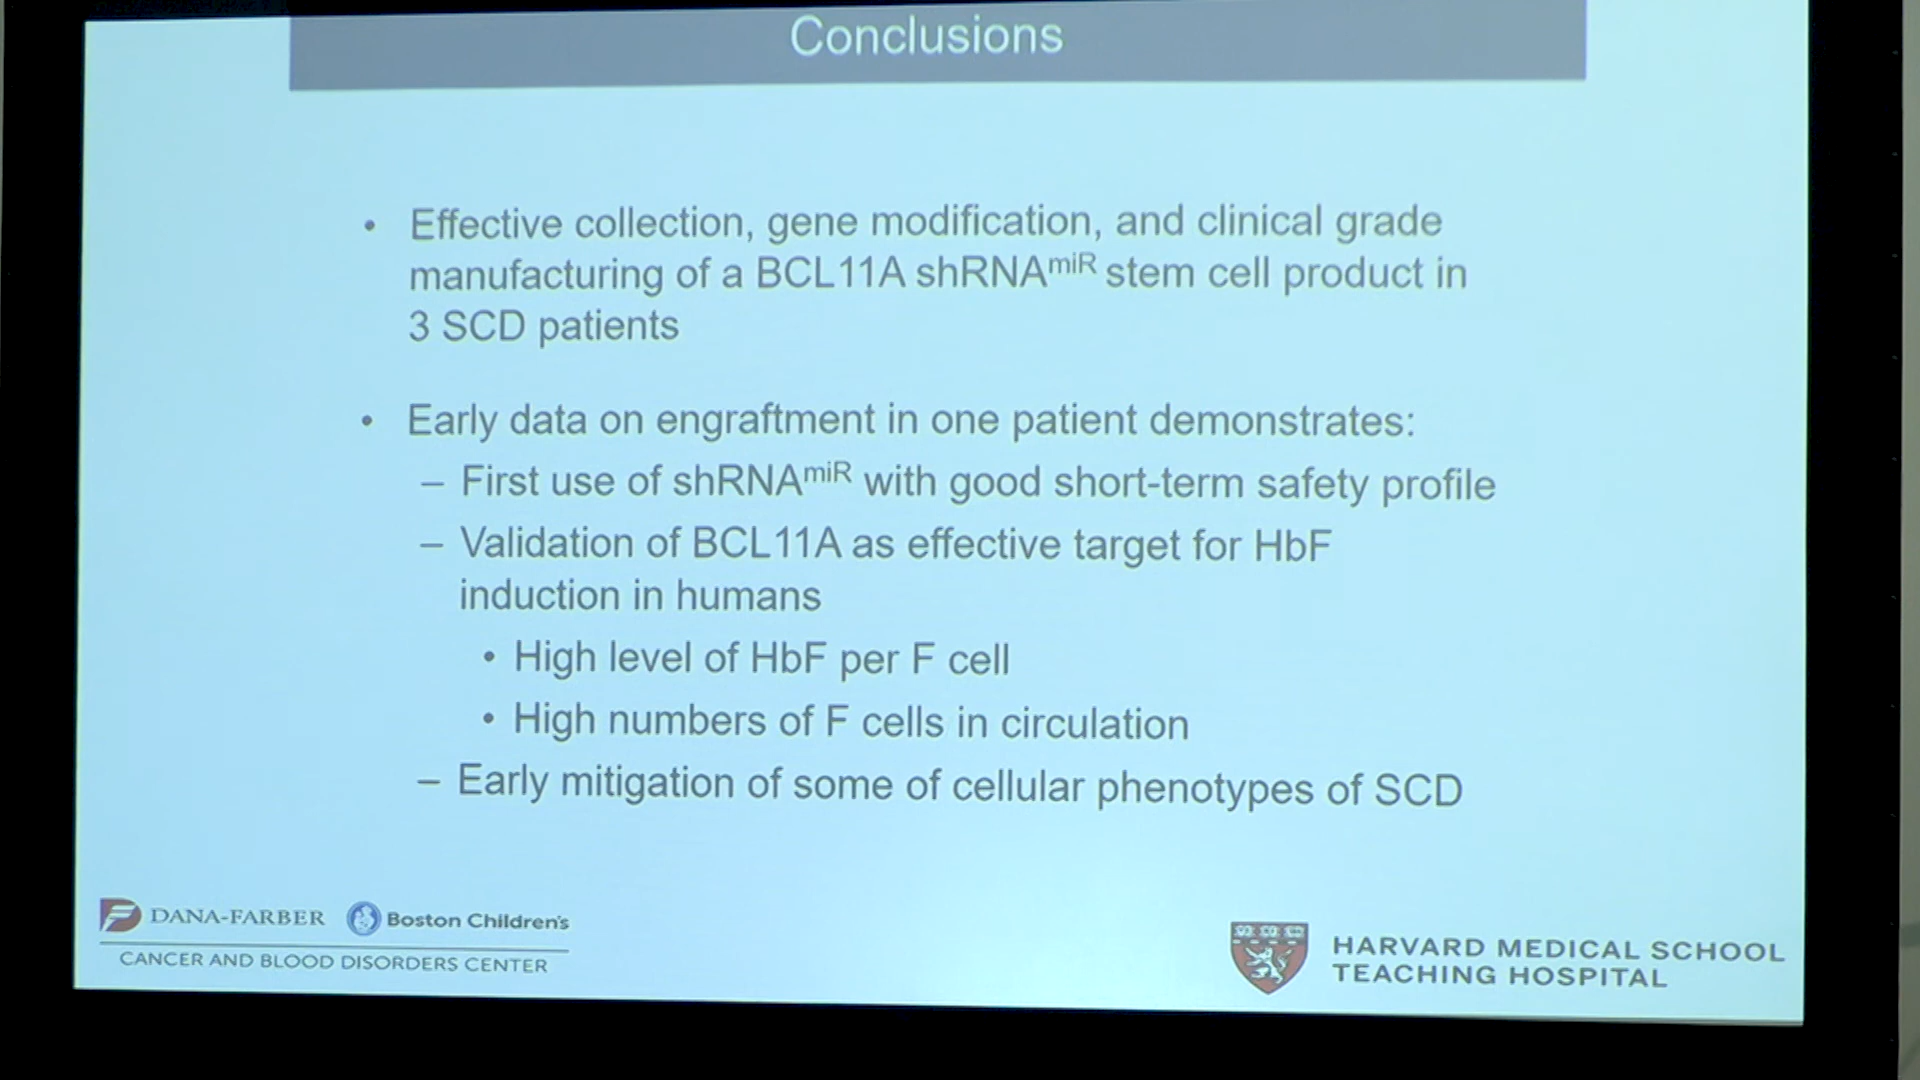 Conclusions
• Effective collection, gene modification, and clinical grade
manufacturing of a BCL11A shRNAmiR stem cell product in
3 SCD patients
• Early data on engraftment in one patient demonstrates:
– First use of shRNAmiR with good short-term safety profile
– Validation of BCL11A as effective target for HbF
induction in humans
• High level of HbF per F cell
• High numbers of F cells in circulation
– Early mitigation of some of cellular phenotypes of SCD
DANA-FARBER Boston Children's
CANCER AND BLOOD DISORDERS CENTER
HARVARD MEDICAL SCHOOL
TEACHING HOSPITAL